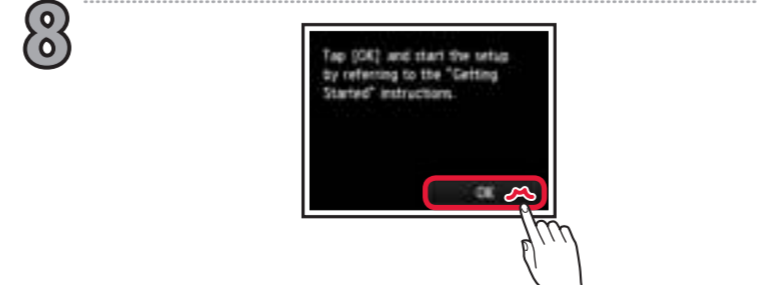 8
Tap [OK] and start the setup
by referring to the "Getting
Started" instructions.
OK